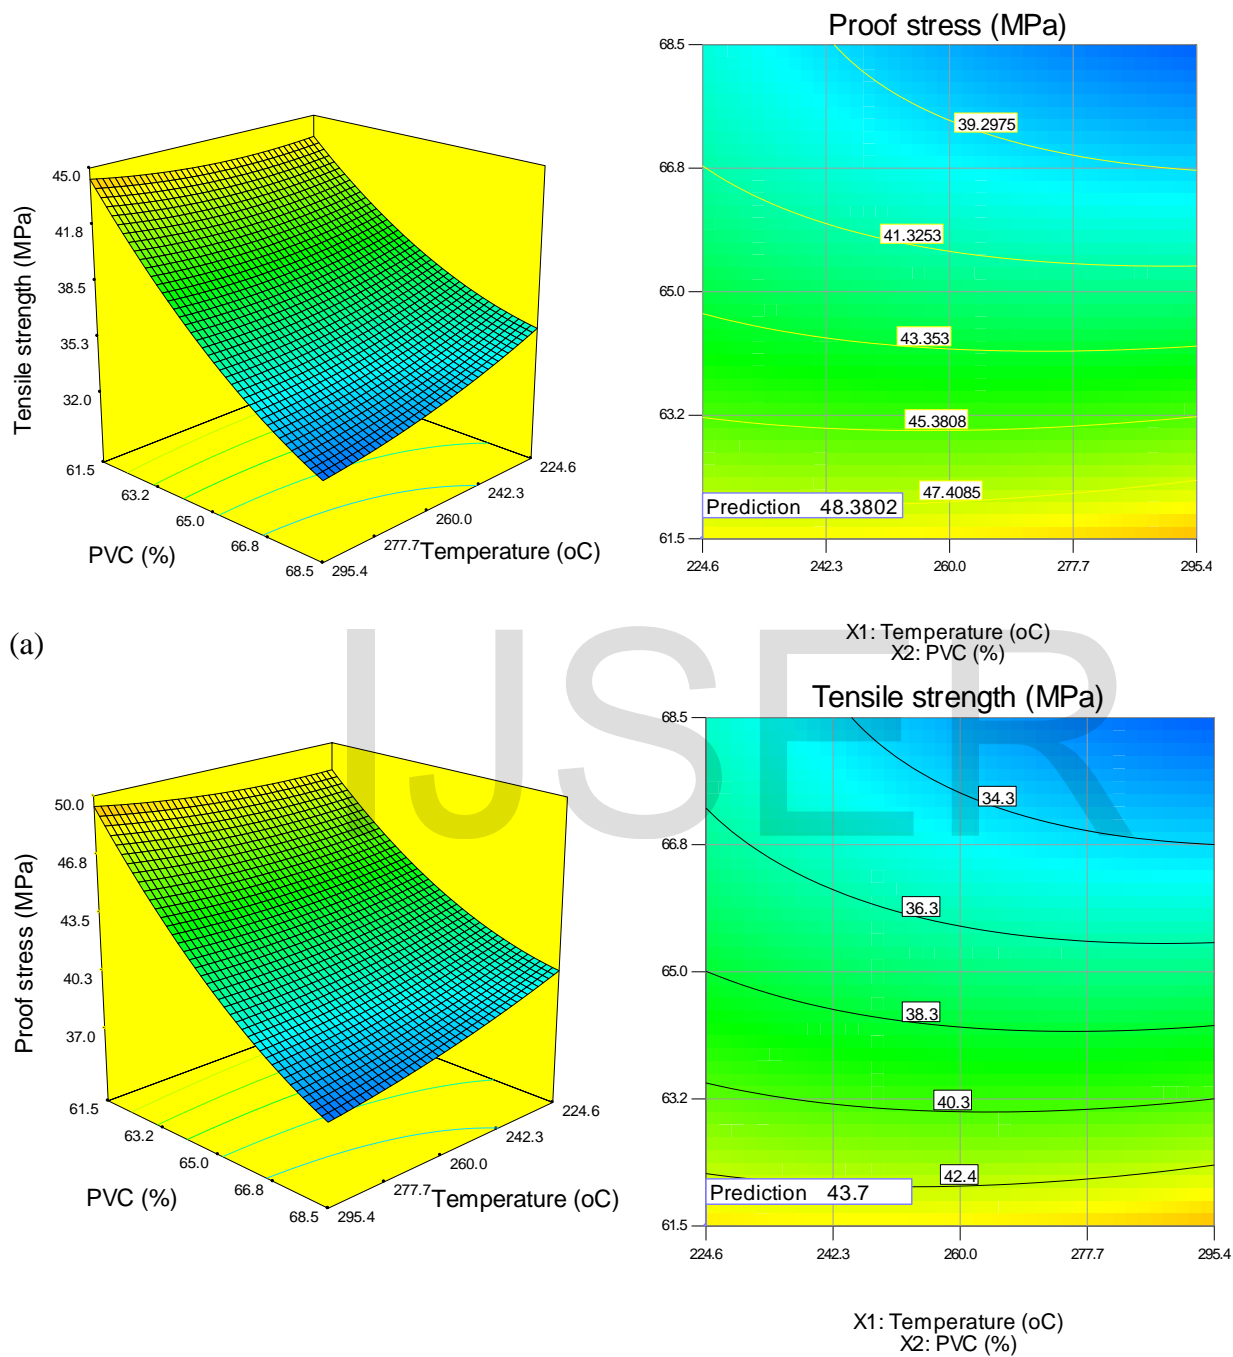 Proof stress (MPa)
68.5
66.8
65.0
63.2
61.5
39.2975
41.3253
43.353
45.3808
47.4085
Prediction 48.3802
224.6 242.3 260.0 277.7 295.4
X1: Temperature (oC)
X2: PVC (%)
Tensile strength (MPa)
45.0
41.8
38.5
35.3
32.0
61.5
63.2
65.0
66.8
68.5
PVC (%)
224.6
242.3
260.0
277.7
295.4
Temperature (oC)
(a)
IJSER
Tensile strength (MPa)
68.5
66.8
65.0
63.2
61.5
34.3
36.3
38.3
40.3
42.4
Prediction 43.7
224.6 242.3 260.0 277.7 295.4
X1: Temperature (oC)
X2: PVC (%)
Proof stress (MPa)
50.0
46.8
43.5
40.3
37.0
61.5
63.2
65.0
66.8
68.5
PVC (%)
224.6
242.3
260.0
277.7
295.4
Temperature (oC)